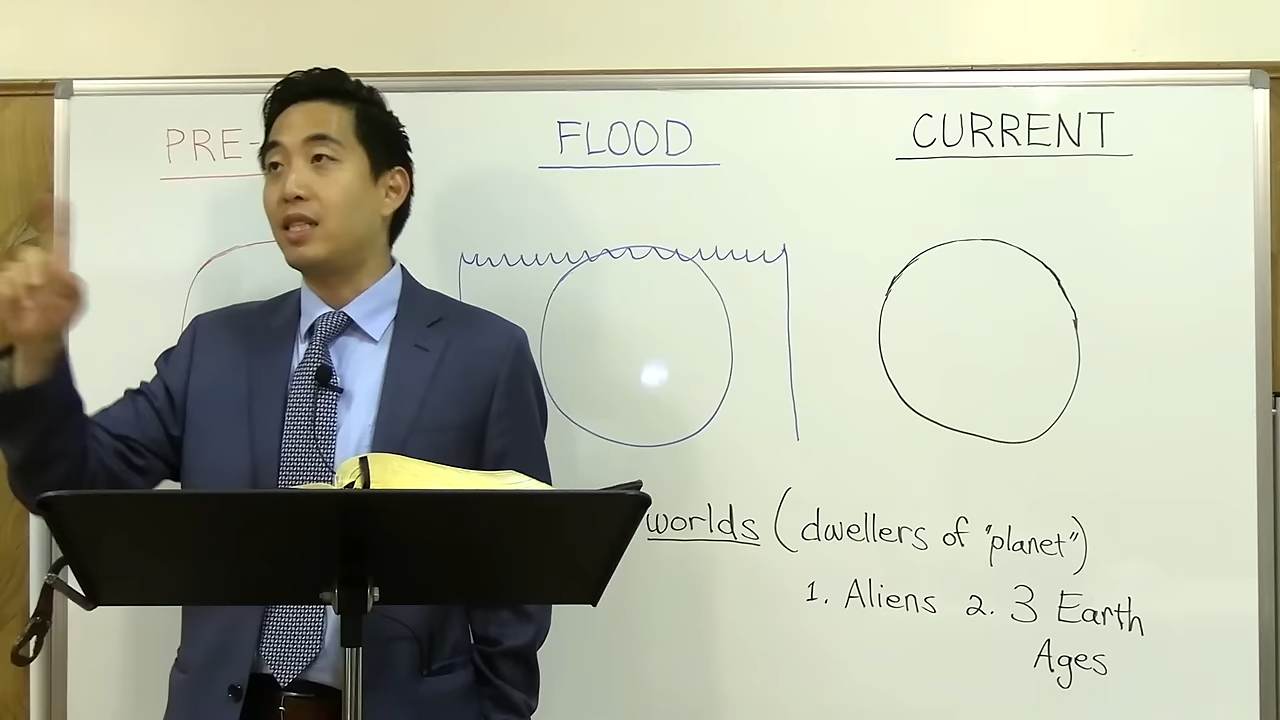 PRE-
FLOOD
CURRENT
worlds (dwellers of "planet")
1. Aliens 2. 3 Earth
Ages